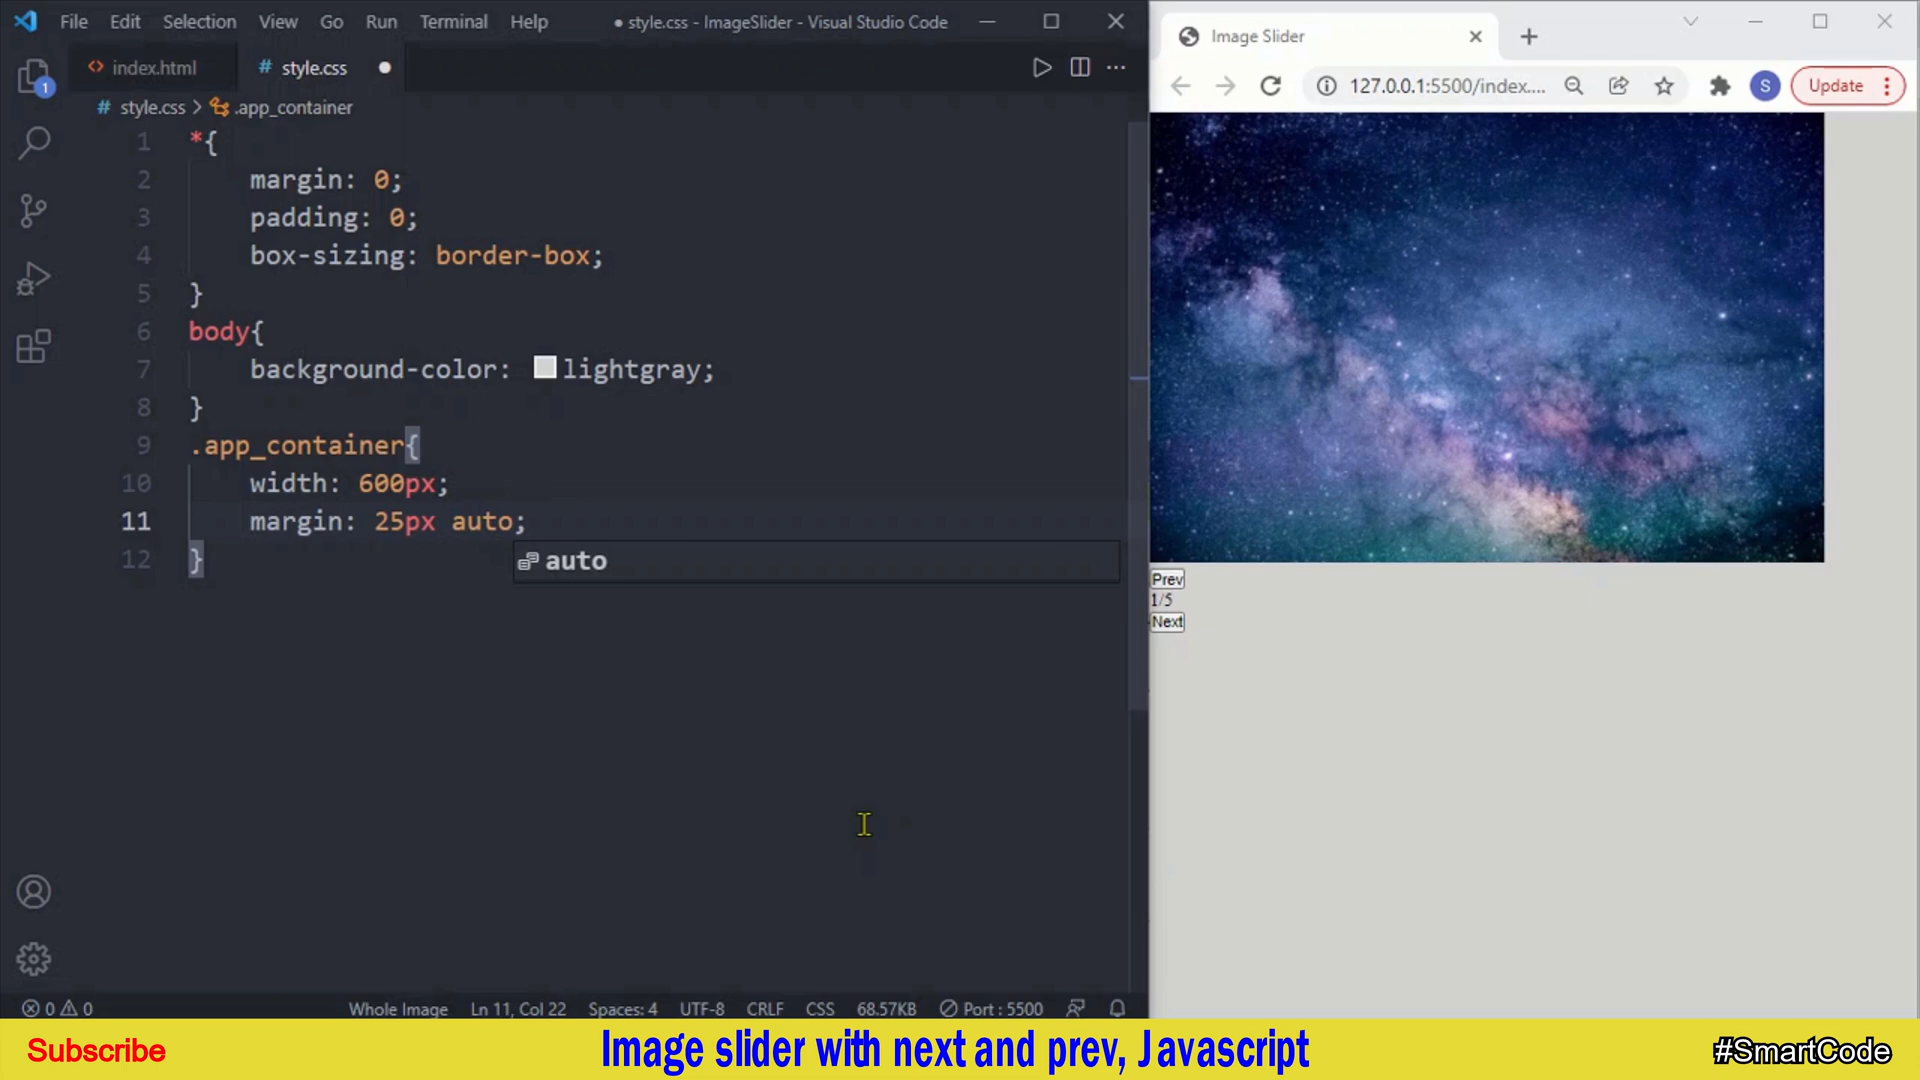 File Edit Selection View Go Run Terminal Help ● style.css - ImageSlider - Visual Studio Code
index.html # style.css
# style.css > .app_container
1 *{
2 margin: 0;
3 padding: 0;
4 box-sizing: border-box;
5 }
6 body{
7 background-color: lightgray;
8 }
9 .app_container{
10 width: 600px;
11 margin: 25px auto;
12 }
auto
1
0 0 Whole Image Ln 11, Col 22 Spaces: 4 UTF-8 CRLF CSS 68.57KB Port : 5500
Image Slider
127.0.0.1:5500/index.... S Update
Prev
1/5
Next
Subscribe
Image slider with next and prev, Javascript
#SmartCode